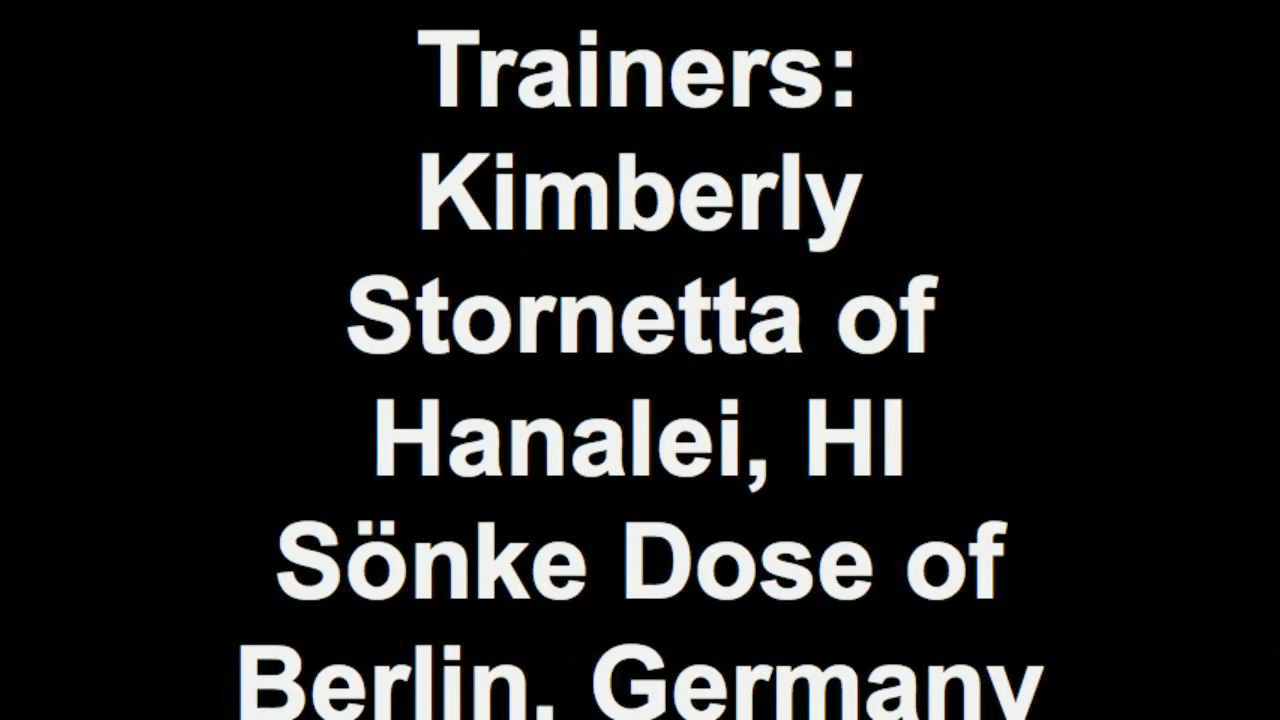 Trainers:
Kimberly
Stornetta of
Hanalei, HI
Sönke Dose of
Berlin, Germany